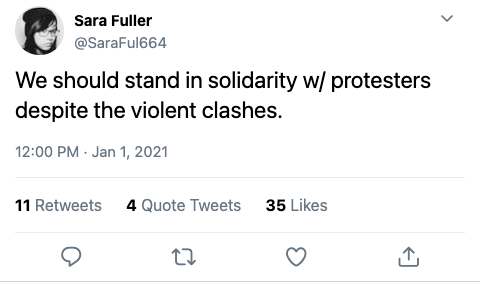 Sara Fuller
@SaraFul664
We should stand in solidarity w/ protesters
despite the violent clashes.
12:00 PM · Jan 1, 2021
11 Retweets 4 Quote Tweets 35 Likes